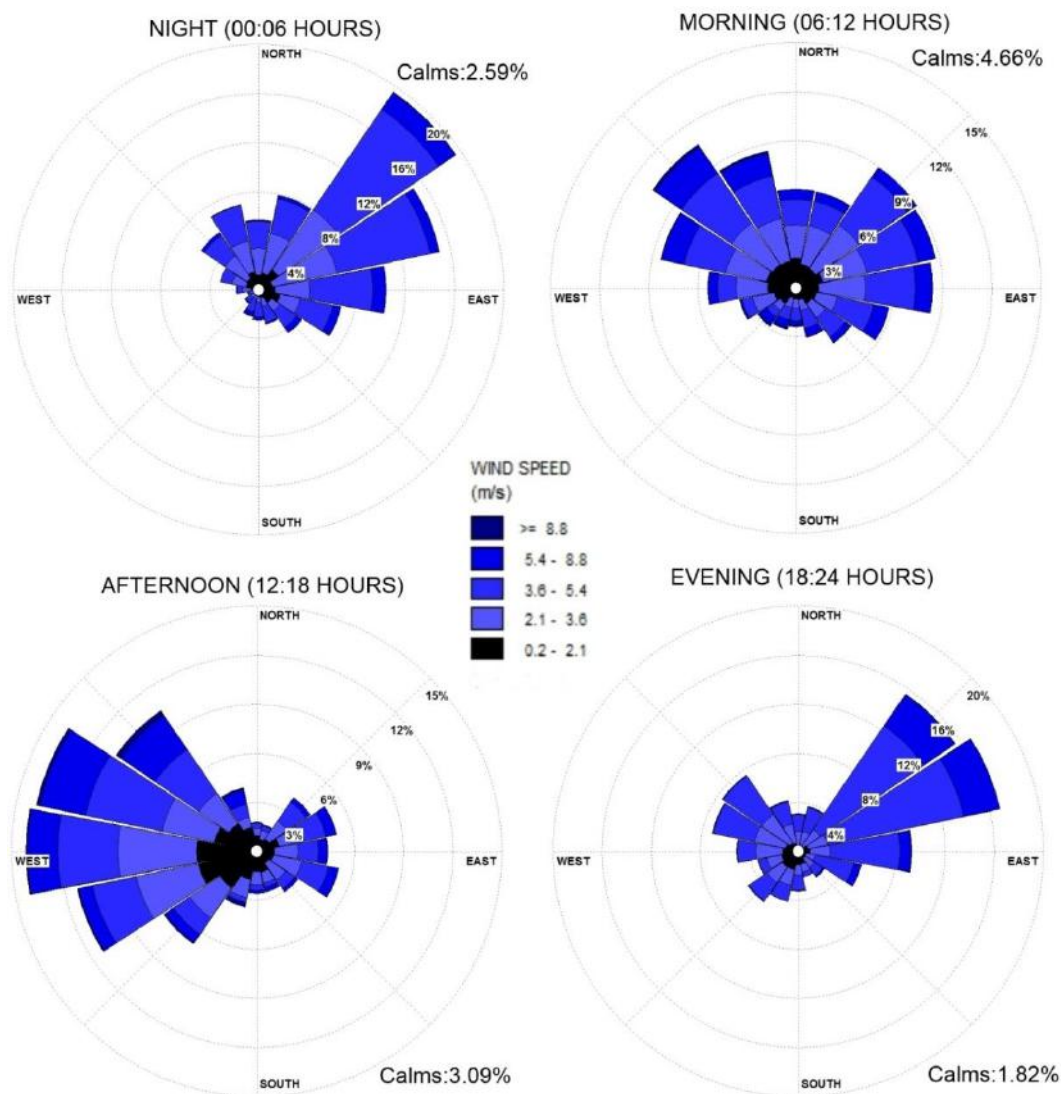 NIGHT (00:06 HOURS)
NORTH
Calms:2.59%
20%
16%
12%
8%
4%
WEST
EAST
SOUTH
MORNING (06:12 HOURS)
NORTH
Calms:4.66%
15%
12%
9%
6%
3%
WEST
EAST
SOUTH
WIND SPEED
(m/s)
>= 8.8
5.4 - 8.8
3.6 - 5.4
2.1 - 3.6
0.2 - 2.1
AFTERNOON (12:18 HOURS)
NORTH
15%
12%
9%
6%
3%
WEST
EAST
SOUTH
Calms:3.09%
EVENING (18:24 HOURS)
NORTH
20%
16%
12%
8%
4%
WEST
EAST
SOUTH
Calms:1.82%